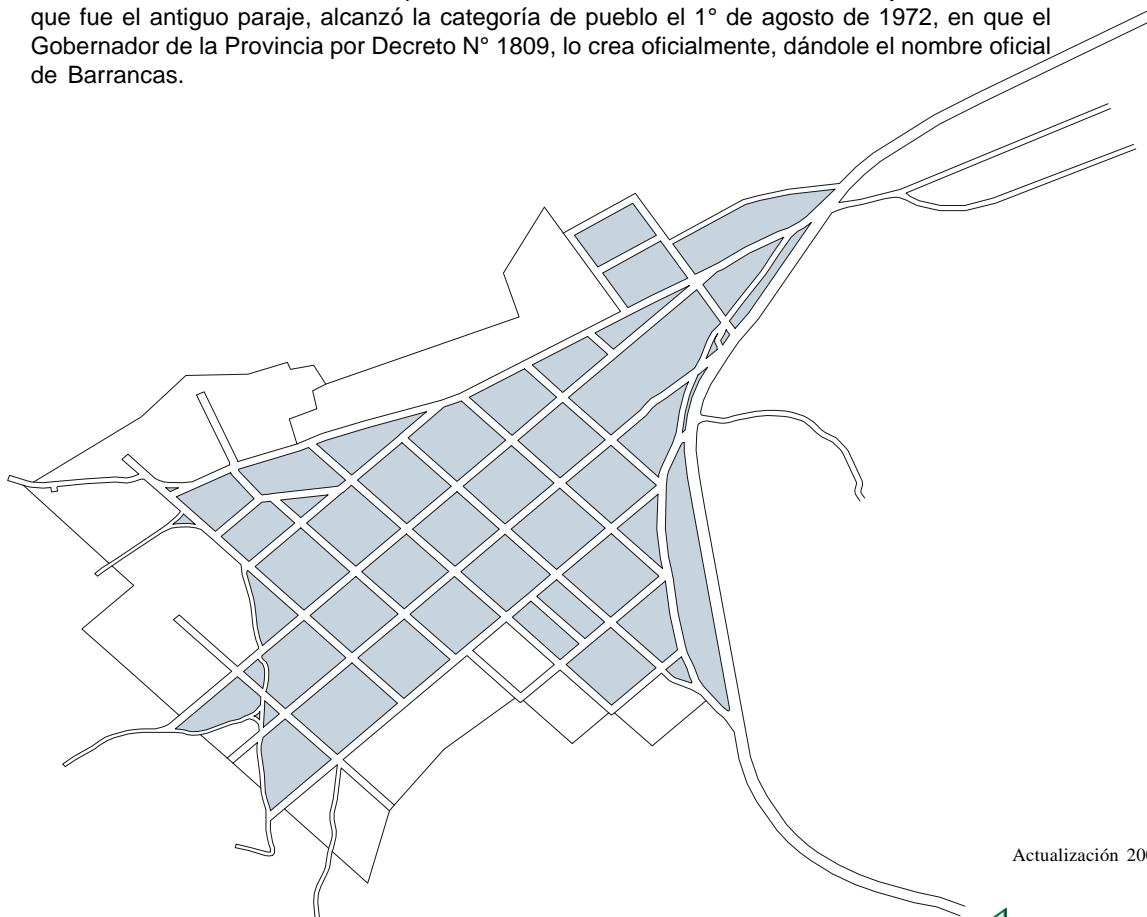 que fue el antiguo paraje, alcanzó la categoría de pueblo el 1° de agosto de 1972, en que el
Gobernador de la Provincia por Decreto N° 1809, lo crea oficialmente, dándole el nombre oficial
de Barrancas.
Actualización